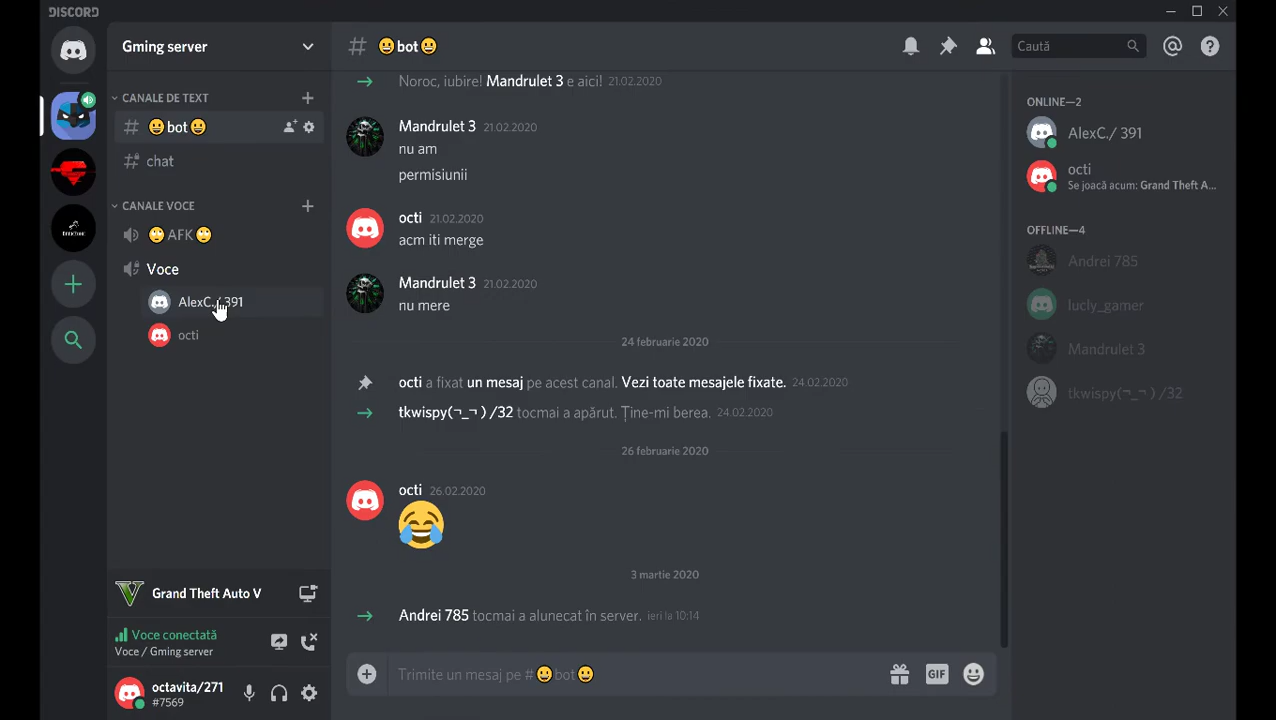 DISCORD
Gming server
CANALE DE TEXT
# 😀bot😀
# chat
CANALE VOCE
🙄AFK🙄
Voce
AlexC./ 391
octi
Grand Theft Auto V
Voce conectată
Voce / Gming server
octavita/271
#7569
# 😀bot😀
Caută
Noroc, iubire! Mandrulet 3 e aici! 21.02.2020
Mandrulet 3 21.02.2020
nu am
permisiunii
octi 21.02.2020
acm iti merge
Mandrulet 3 21.02.2020
nu mere
24 februarie 2020
octi a fixat un mesaj pe acest canal. Vezi toate mesajele fixate. 24.02.2020
tkwispy(¬_¬ ) /32 tocmai a apărut. Ține-mi berea. 24.02.2020
26 februarie 2020
octi 26.02.2020
😂
3 martie 2020
Andrei 785 tocmai a alunecat în server. ieri la 10:14
Trimite un mesaj pe #😀bot😀
GIF
ONLINE—2
AlexC./ 391
octi
Se joacă acum: Grand Theft A...
OFFLINE—4
Andrei 785
lucly_gamer
Mandrulet 3
tkwispy(¬_¬ ) /32